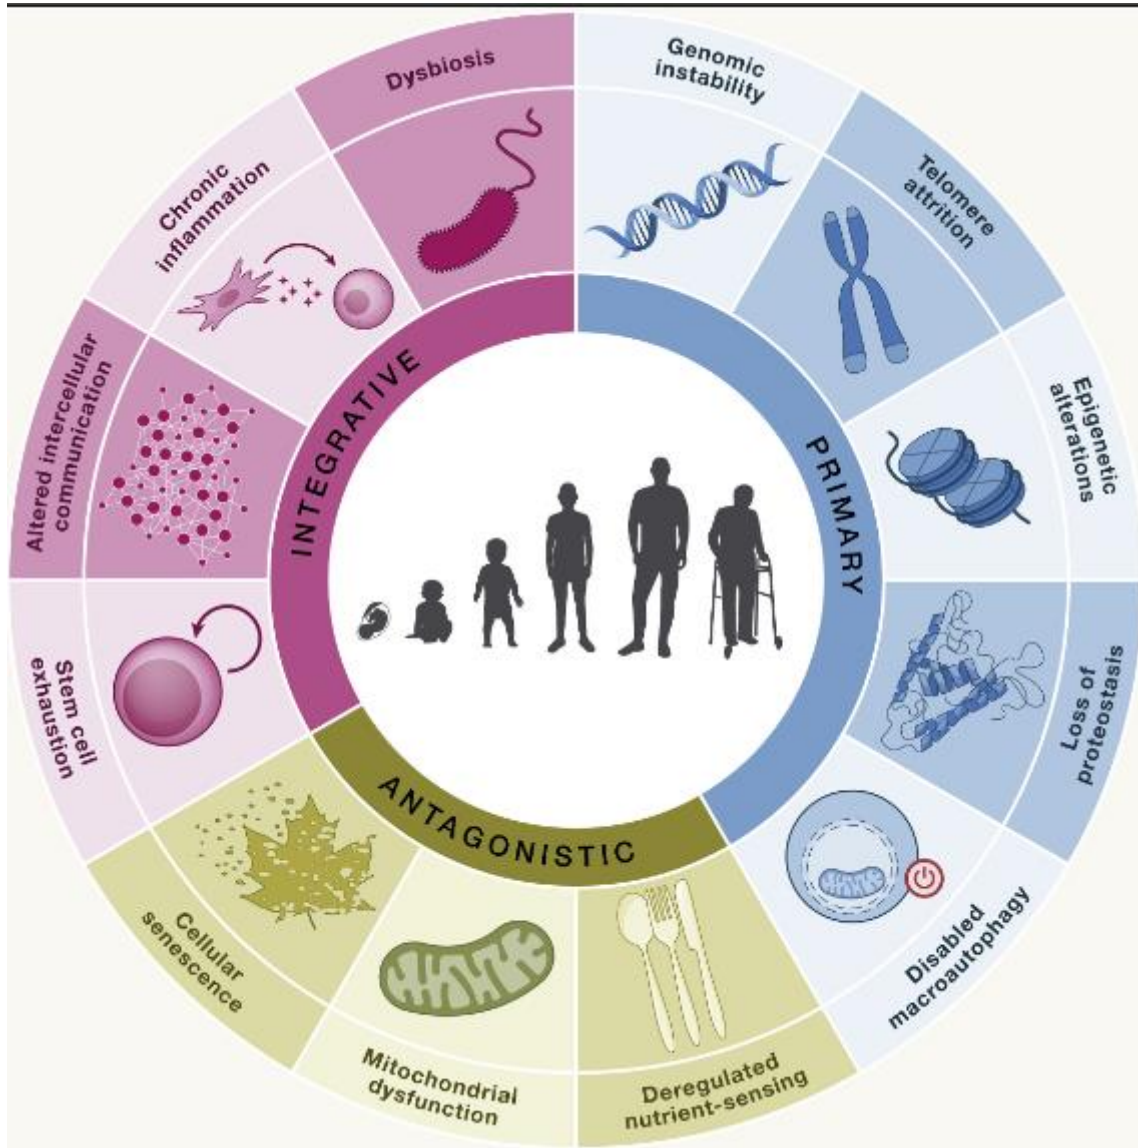 Genomic
instability
Telomere
attrition
Epigenetic
alterations
Loss of
proteostasis
Disabled
macroautophagy
Deregulated
nutrient-sensing
Mitochondrial
dysfunction
Cellular
senescence
Stem cell
exhaustion
Altered intercellular
communication
Chronic
inflammation
Dysbiosis
PRIMARY
ANTAGONISTIC
INTEGRATIVE